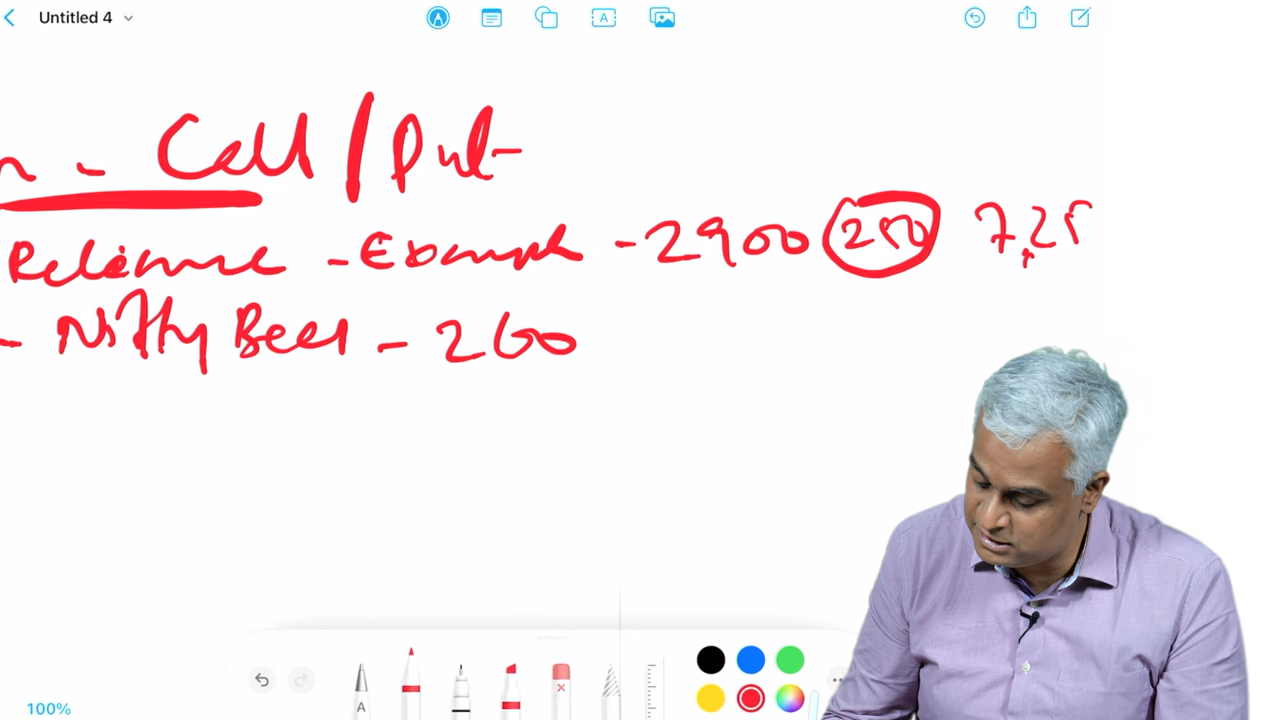 Untitled 4
A
n - Call / Put
Reliance - Example - 2900 250 7,25
- Nifty Bees - 260
A
100%